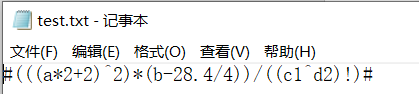 test.txt - 记事本
文件(F) 编辑(E) 格式(O) 查看(V) 帮助(H)
#(((a*2+2)^2)*(b-28.4/4))/((c1^d2)!)#